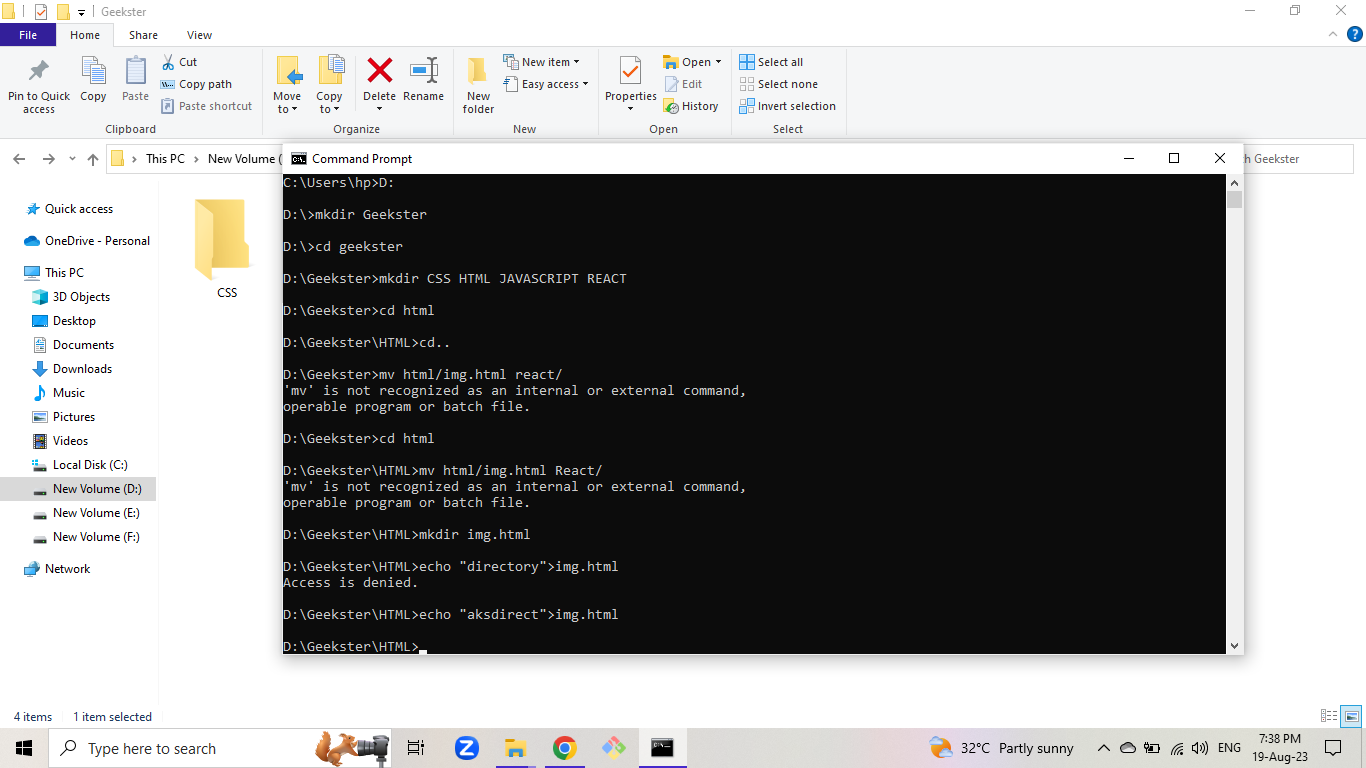 Geekster
File Home Share View
Pin to Quick access
Copy
Paste
Cut
Copy path
Paste shortcut
Clipboard
Move to
Copy to
Delete
Rename
Organize
New folder
New item
Easy access
New
Properties
Open
Edit
History
Open
Select all
Select none
Invert selection
Select
This PC > New Volume (
Geekster
Quick access
OneDrive - Personal
This PC
3D Objects
Desktop
Documents
Downloads
Music
Pictures
Videos
Local Disk (C:)
New Volume (D:)
New Volume (E:)
New Volume (F:)
Network
CSS
Command Prompt
C:\Users\hp>D:
D:\>mkdir Geekster
D:\>cd geekster
D:\Geekster>mkdir CSS HTML JAVASCRIPT REACT
D:\Geekster>cd html
D:\Geekster\HTML>cd..
D:\Geekster>mv html/img.html react/
'mv' is not recognized as an internal or external command,
operable program or batch file.
D:\Geekster>cd html
D:\Geekster\HTML>mv html/img.html React/
'mv' is not recognized as an internal or external command,
operable program or batch file.
D:\Geekster\HTML>mkdir img.html
D:\Geekster\HTML>echo "directory">img.html
Access is denied.
D:\Geekster\HTML>echo "aksdirect">img.html
D:\Geekster\HTML>
4 items 1 item selected
Type here to search
32°C Partly sunny
ENG
7:38 PM
19-Aug-23